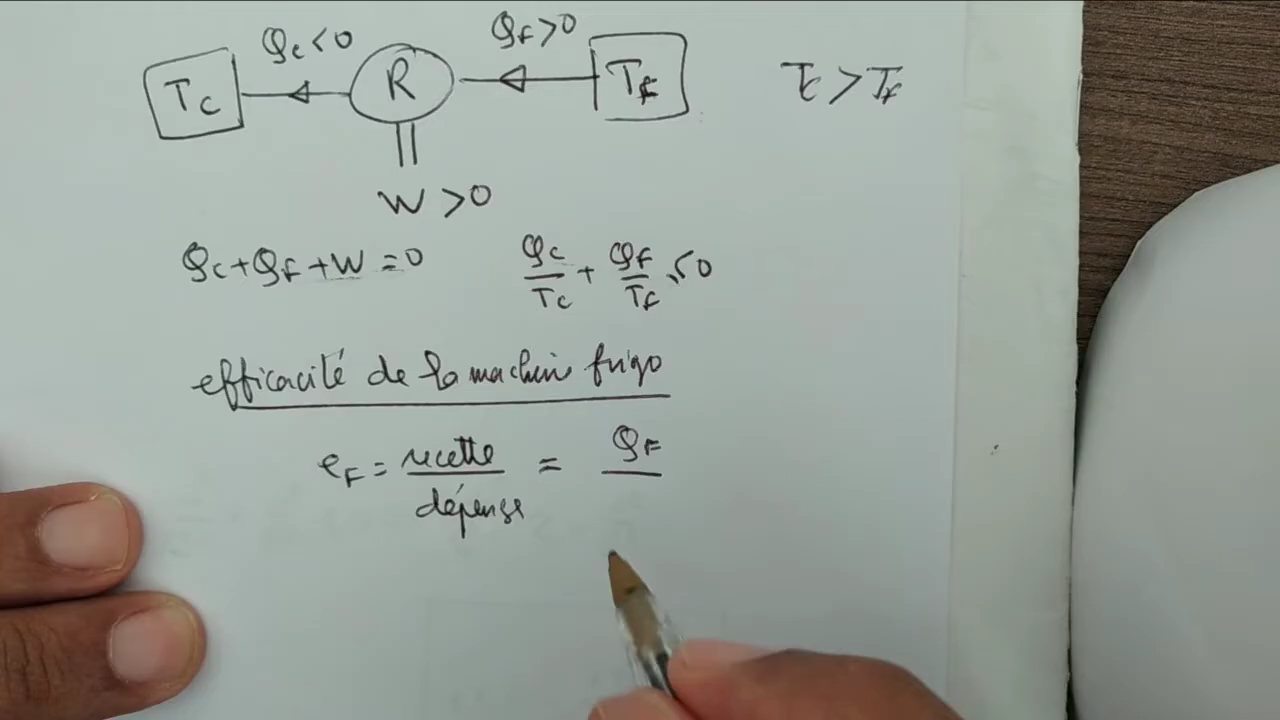 Qc<0
QF>0
Tc
R
TF
Tc > TF
W >0
Qc+QF+W=0
Qc/Tc + QF/TF ≤0
efficacité de la machine frigo
eF = recette/dépense = QF